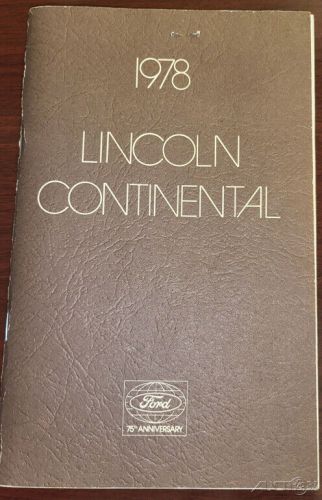 1978
LINCOLN
CONTINENTAL
Ford
75th ANNIVERSARY